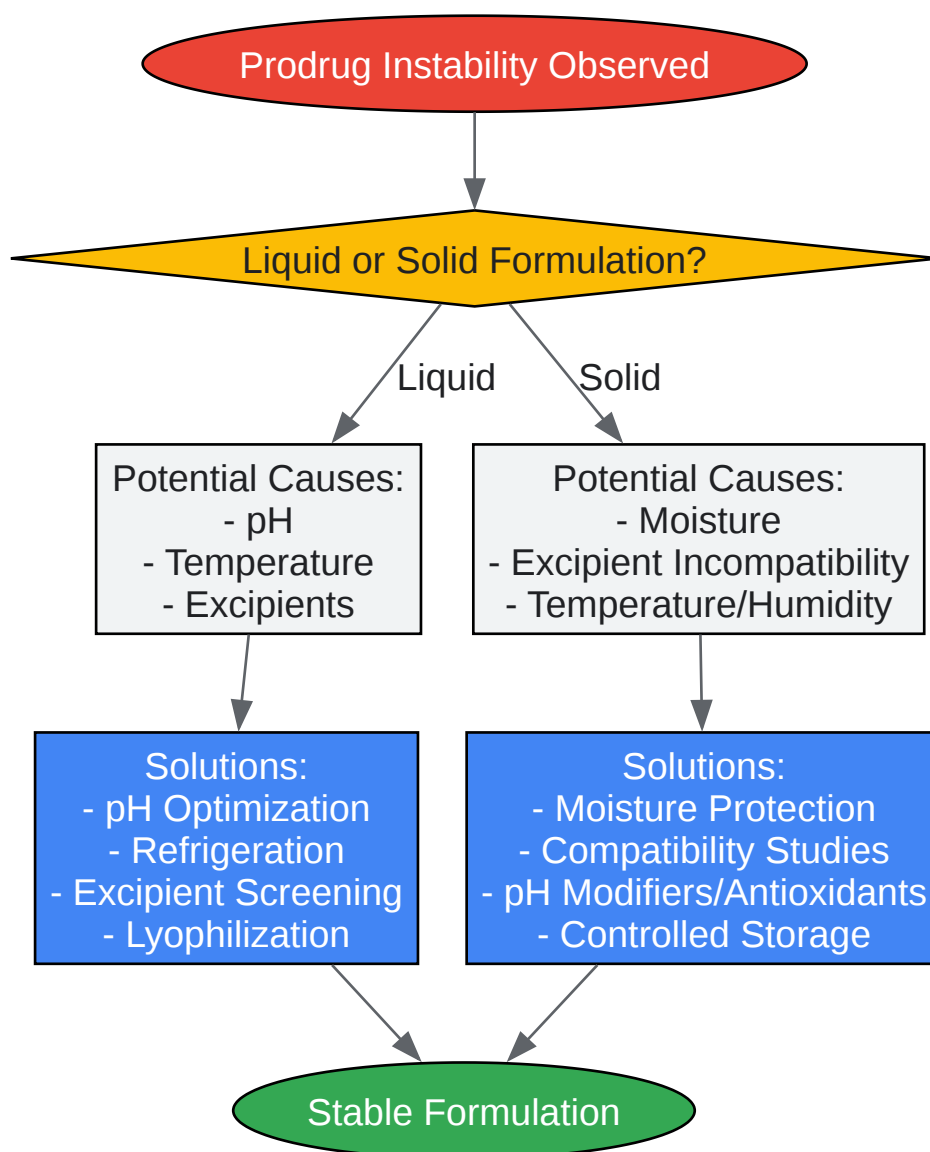 Prodrug Instability Observed
Liquid or Solid Formulation?
Liquid
Solid
Potential Causes:
- pH
- Temperature
- Excipients
Potential Causes:
- Moisture
- Excipient Incompatibility
- Temperature/Humidity
Solutions:
- pH Optimization
- Refrigeration
- Excipient Screening
- Lyophilization
Solutions:
- Moisture Protection
- Compatibility Studies
- pH Modifiers/Antioxidants
- Controlled Storage
Stable Formulation